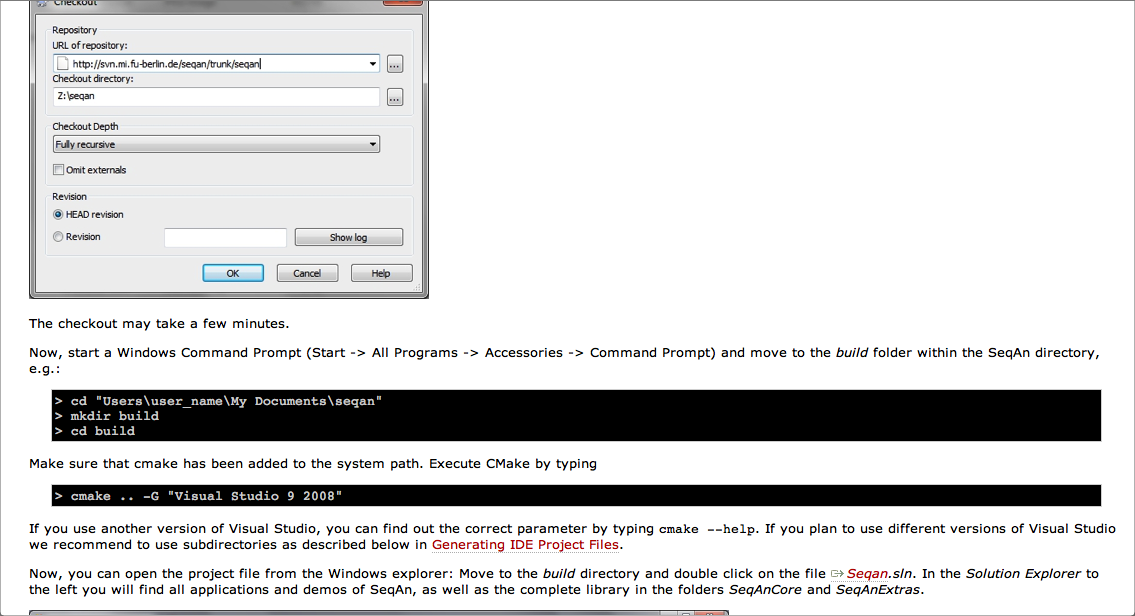 Checkout
Repository
URL of repository:
http://svn.mi.fu-berlin.de/seqan/trunk/seqan
...
Checkout directory:
Z:\seqan
...
Checkout Depth
Fully recursive
Omit externals
Revision
HEAD revision
Revision
Show log
OK Cancel Help
The checkout may take a few minutes.
Now, start a Windows Command Prompt (Start -> All Programs -> Accessories -> Command Prompt) and move to the build folder within the SeqAn directory,
e.g.:
> cd "Users\user_name\My Documents\seqan"
> mkdir build
> cd build
Make sure that cmake has been added to the system path. Execute CMake by typing
> cmake .. -G "Visual Studio 9 2008"
If you use another version of Visual Studio, you can find out the correct parameter by typing cmake --help. If you plan to use different versions of Visual Studio
we recommend to use subdirectories as described below in Generating IDE Project Files.
Now, you can open the project file from the Windows explorer: Move to the build directory and double click on the file Seqan.sln. In the Solution Explorer to
the left you will find all applications and demos of SeqAn, as well as the complete library in the folders SeqAnCore and SeqAnExtras.